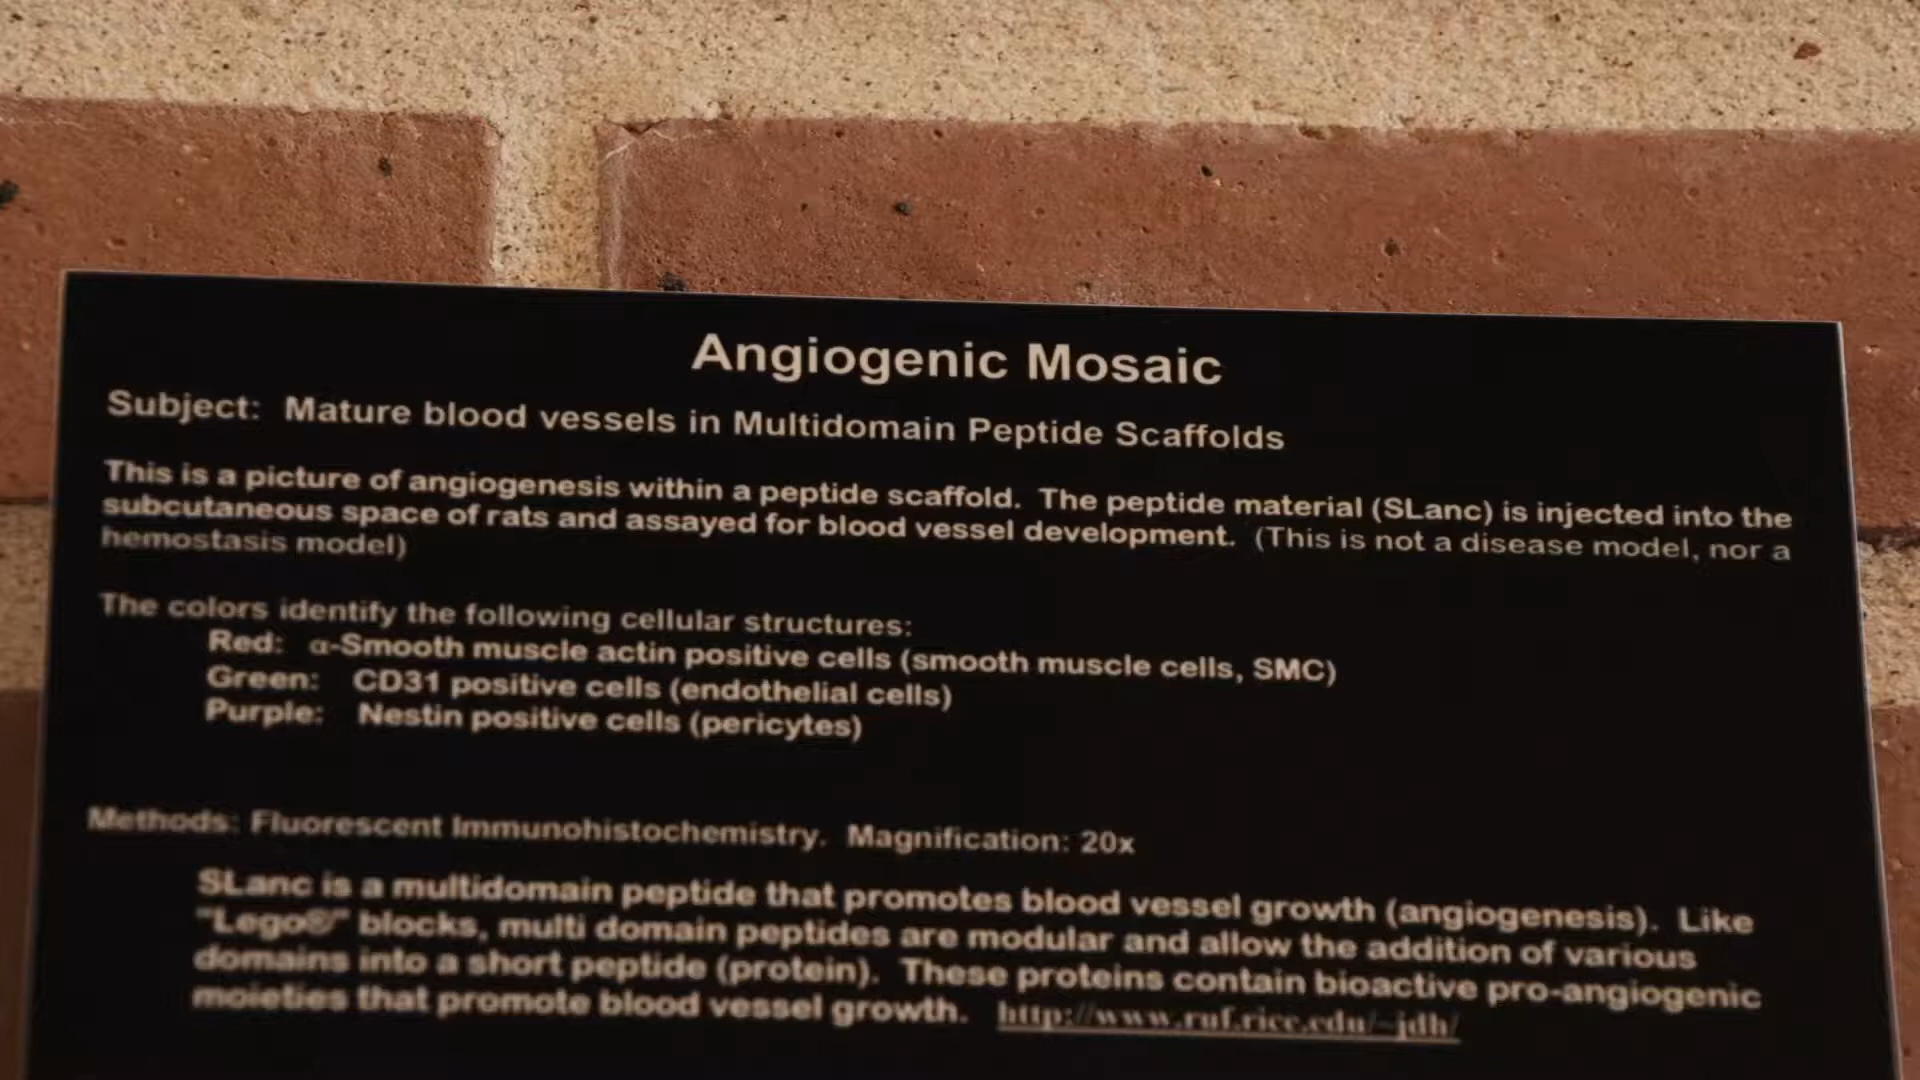 Angiogenic Mosaic
Subject: Mature blood vessels in Multidomain Peptide Scaffolds
This is a picture of angiogenesis within a peptide scaffold. The peptide material (SLanc) is injected into the
subcutaneous space of rats and assayed for blood vessel development. (This is not a disease model, nor a
hemostasis model)
The colors identify the following cellular structures:
Red: α-Smooth muscle actin positive cells (smooth muscle cells, SMC)
Green: CD31 positive cells (endothelial cells)
Purple: Nestin positive cells (pericytes)
Methods: Fluorescent Immunohistochemistry. Magnification: 20x
SLanc is a multidomain peptide that promotes blood vessel growth (angiogenesis). Like
"Lego®" blocks, multi domain peptides are modular and allow the addition of various
domains into a short peptide (protein). These proteins contain bioactive pro-angiogenic
moieties that promote blood vessel growth. http://www.ruf.rice.edu/~jdh/